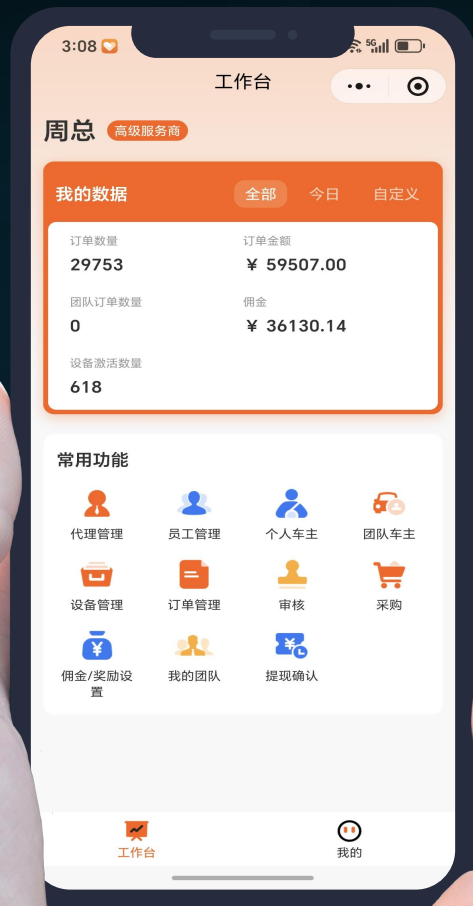 3:08
5G
工作台
周总 高级服务商
我的数据 全部 今日 自定义
订单数量 订单金额
29753 ¥ 59507.00
团队订单数量 佣金
0 ¥ 36130.14
设备激活数量
618
常用功能
代理管理 员工管理 个人车主 团队车主
设备管理 订单管理 审核 采购
佣金/奖励设
置
我的团队 提现确认
工作台 我的